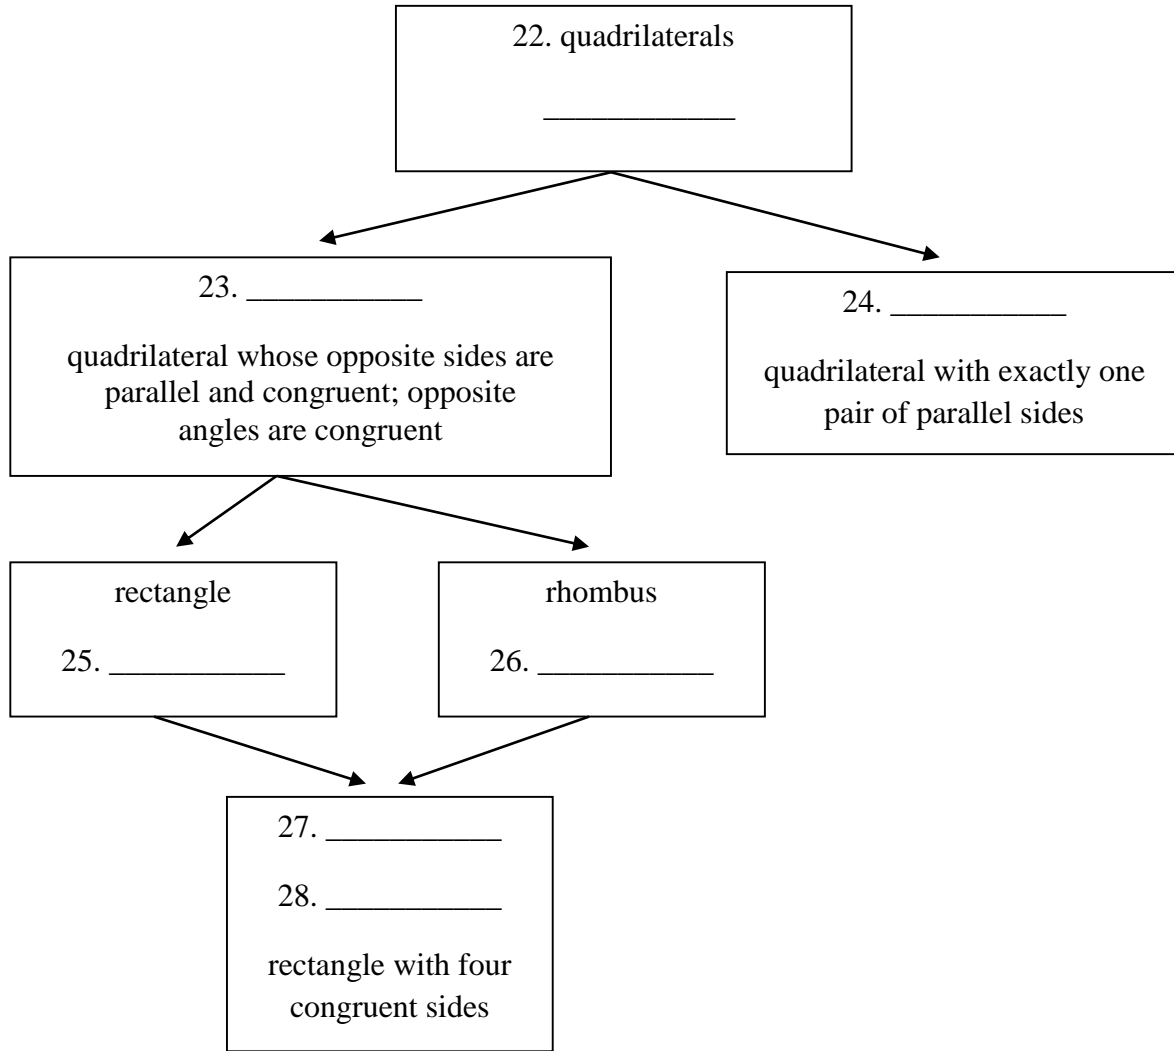 22. quadrilaterals
____________
23. ___________
quadrilateral whose opposite sides are
parallel and congruent; opposite
angles are congruent
24. ___________
quadrilateral with exactly one
pair of parallel sides
rectangle
25. ___________
rhombus
26. ___________
27. ___________
28. ___________
rectangle with four
congruent sides